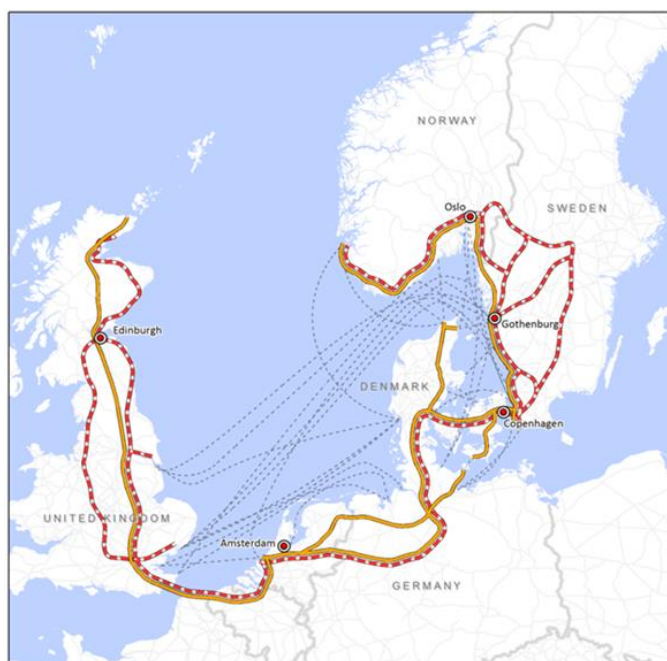 NORWAY
Oslo
SWEDEN
Edinburgh
Gothenburg
DENMARK
Copenhagen
UNITED KINGDOM
Amsterdam
GERMANY